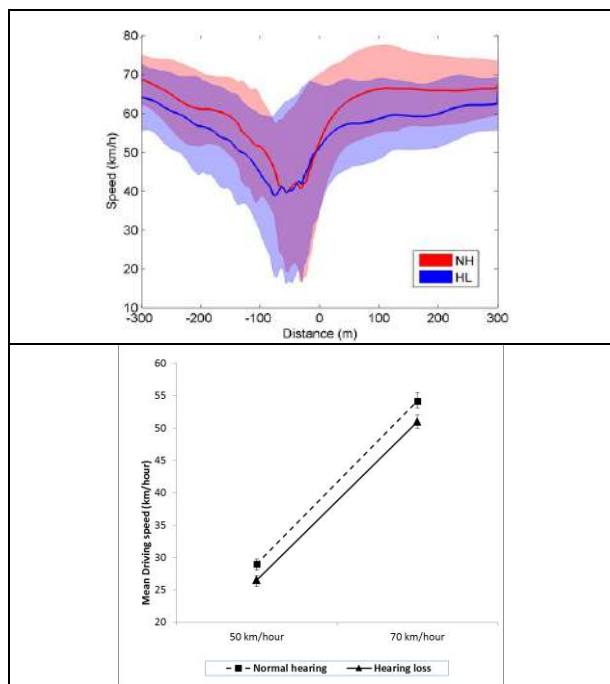 80
70
60
50
40
30
20
10
Speed (km/h)
-300 -200 -100 0 100 200 300
Distance (m)
NH
HL
60
55
50
45
40
35
30
25
20
Mean Driving speed (km/hour)
50 km/hour 70 km/hour
Normal hearing Hearing loss